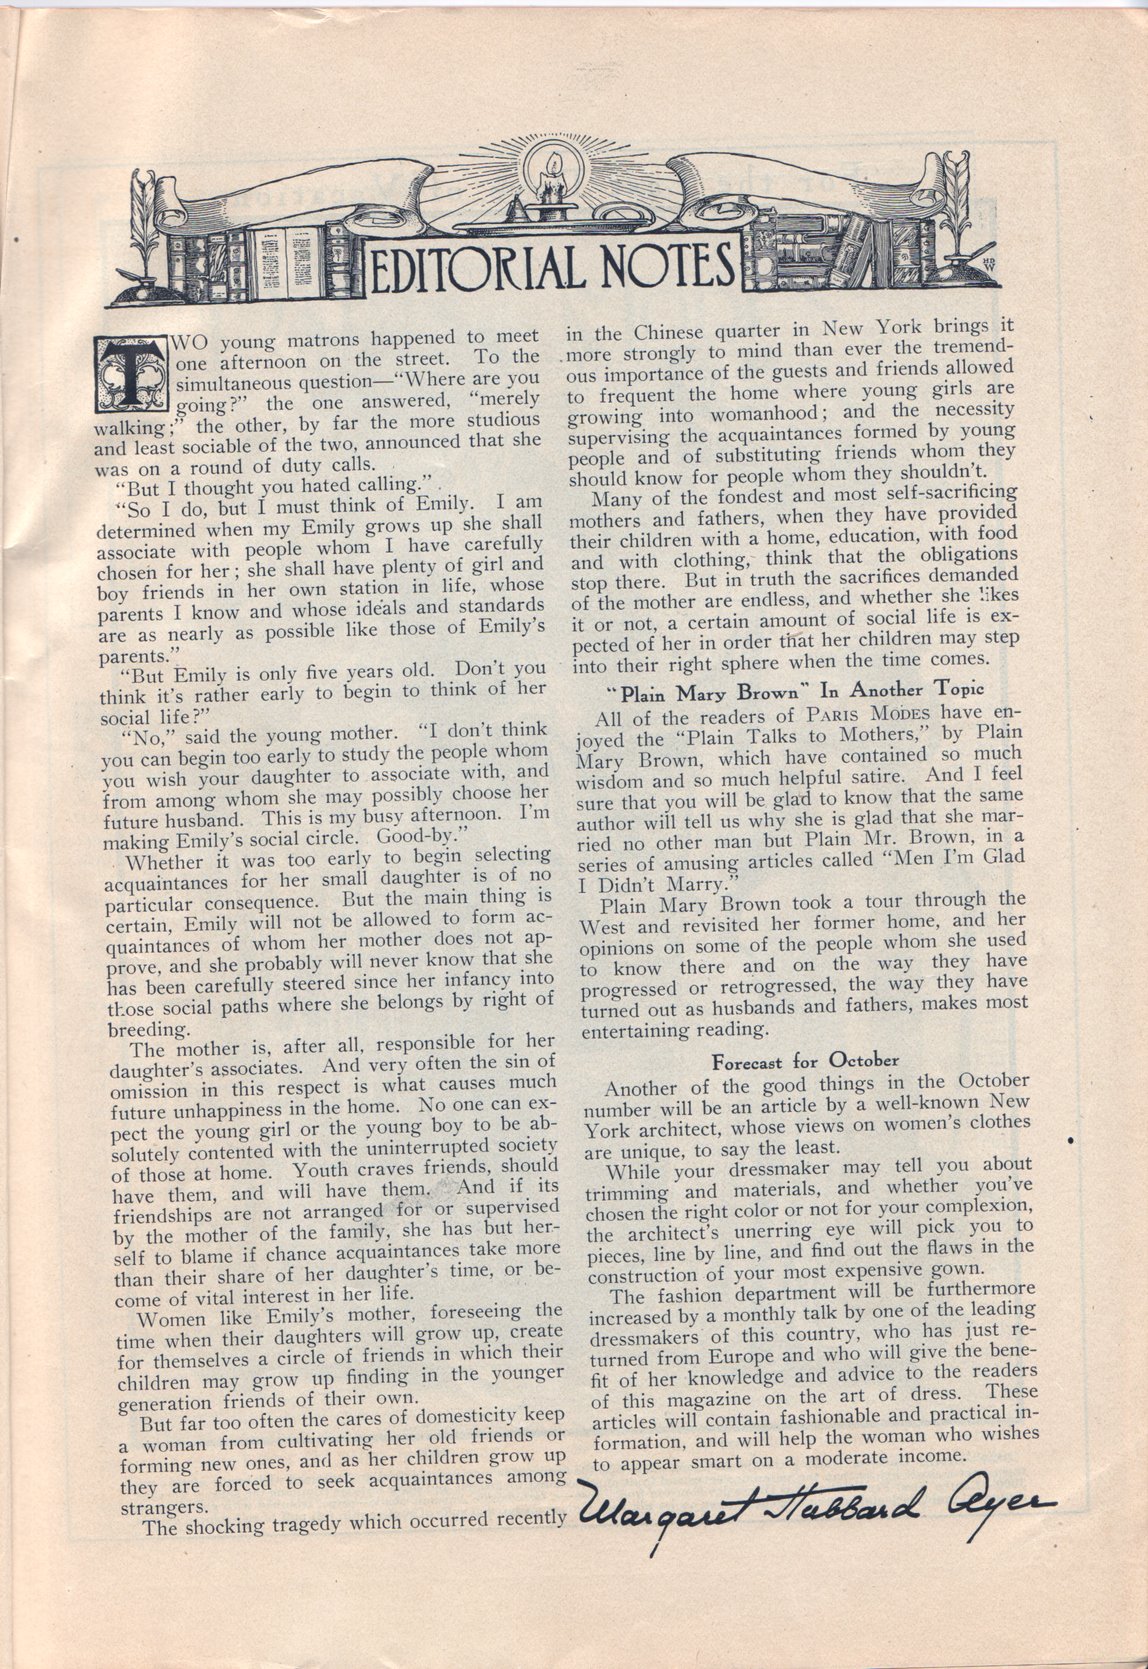 EDITORIAL NOTES
TWO young matrons happened to meet
one afternoon on the street. To the
simultaneous question—“Where are you
going?” the one answered, “merely
walking;” the other, by far the more studious
and least sociable of the two, announced that she
was on a round of duty calls.
“But I thought you hated calling.”
“So I do, but I must think of Emily. I am
determined when my Emily grows up she shall
associate with people whom I have carefully
chosen for her; she shall have plenty of girl and
boy friends in her own station in life, whose
parents I know and whose ideals and standards
are as nearly as possible like those of Emily’s
parents.”
“But Emily is only five years old. Don’t you
think it’s rather early to begin to think of her
social life?”
“No,” said the young mother. “I don’t think
you can begin too early to study the people whom
you wish your daughter to associate with, and
from among whom she may possibly choose her
future husband. This is my busy afternoon. I’m
making Emily’s social circle. Good-by.”
Whether it was too early to begin selecting
acquaintances for her small daughter is of no
particular consequence. But the main thing is
certain, Emily will not be allowed to form ac-
quaintances of whom her mother does not ap-
prove, and she probably will never know that she
has been carefully steered since her infancy into
those social paths where she belongs by right of
breeding.
The mother is, after all, responsible for her
daughter’s associates. And very often the sin of
omission in this respect is what causes much
future unhappiness in the home. No one can ex-
pect the young girl or the young boy to be ab-
solutely contented with the uninterrupted society
of those at home. Youth craves friends, should
have them, and will have them. And if its
friendships are not arranged for or supervised
by the mother of the family, she has but her-
self to blame if chance acquaintances take more
than their share of her daughter’s time, or be-
come of vital interest in her life.
Women like Emily’s mother, foreseeing the
time when their daughters will grow up, create
for themselves a circle of friends in which their
children may grow up finding in the younger
generation friends of their own.
But far too often the cares of domesticity keep
a woman from cultivating her old friends or
forming new ones, and as her children grow up
they are forced to seek acquaintances among
strangers.
The shocking tragedy which occurred recently
in the Chinese quarter in New York brings it
more strongly to mind than ever the tremend-
ous importance of the guests and friends allowed
to frequent the home where young girls are
growing into womanhood; and the necessity
supervising the acquaintances formed by young
people and of substituting friends whom they
should know for people whom they shouldn’t.
Many of the fondest and most self-sacrificing
mothers and fathers, when they have provided
their children with a home, education, with food
and with clothing, think that the obligations
stop there. But in truth the sacrifices demanded
of the mother are endless, and whether she likes
it or not, a certain amount of social life is ex-
pected of her in order that her children may step
into their right sphere when the time comes.
“Plain Mary Brown” In Another Topic
All of the readers of PARIS MODES have en-
joyed the “Plain Talks to Mothers,” by Plain
Mary Brown, which have contained so much
wisdom and so much helpful satire. And I feel
sure that you will be glad to know that the same
author will tell us why she is glad that she mar-
ried no other man but Plain Mr. Brown, in a
series of amusing articles called “Men I’m Glad
I Didn’t Marry.”
Plain Mary Brown took a tour through the
West and revisited her former home, and her
opinions on some of the people whom she used
to know there and on the way they have
progressed or retrogressed, the way they have
turned out as husbands and fathers, makes most
entertaining reading.
Forecast for October
Another of the good things in the October
number will be an article by a well-known New
York architect, whose views on women’s clothes
are unique, to say the least.
While your dressmaker may tell you about
trimming and materials, and whether you’ve
chosen the right color or not for your complexion,
the architect’s unerring eye will pick you to
pieces, line by line, and find out the flaws in the
construction of your most expensive gown.
The fashion department will be furthermore
increased by a monthly talk by one of the leading
dressmakers of this country, who has just re-
turned from Europe and who will give the bene-
fit of her knowledge and advice to the readers
of this magazine on the art of dress. These
articles will contain fashionable and practical in-
formation, and will help the woman who wishes
to appear smart on a moderate income.
Margaret Hubbard Ayer